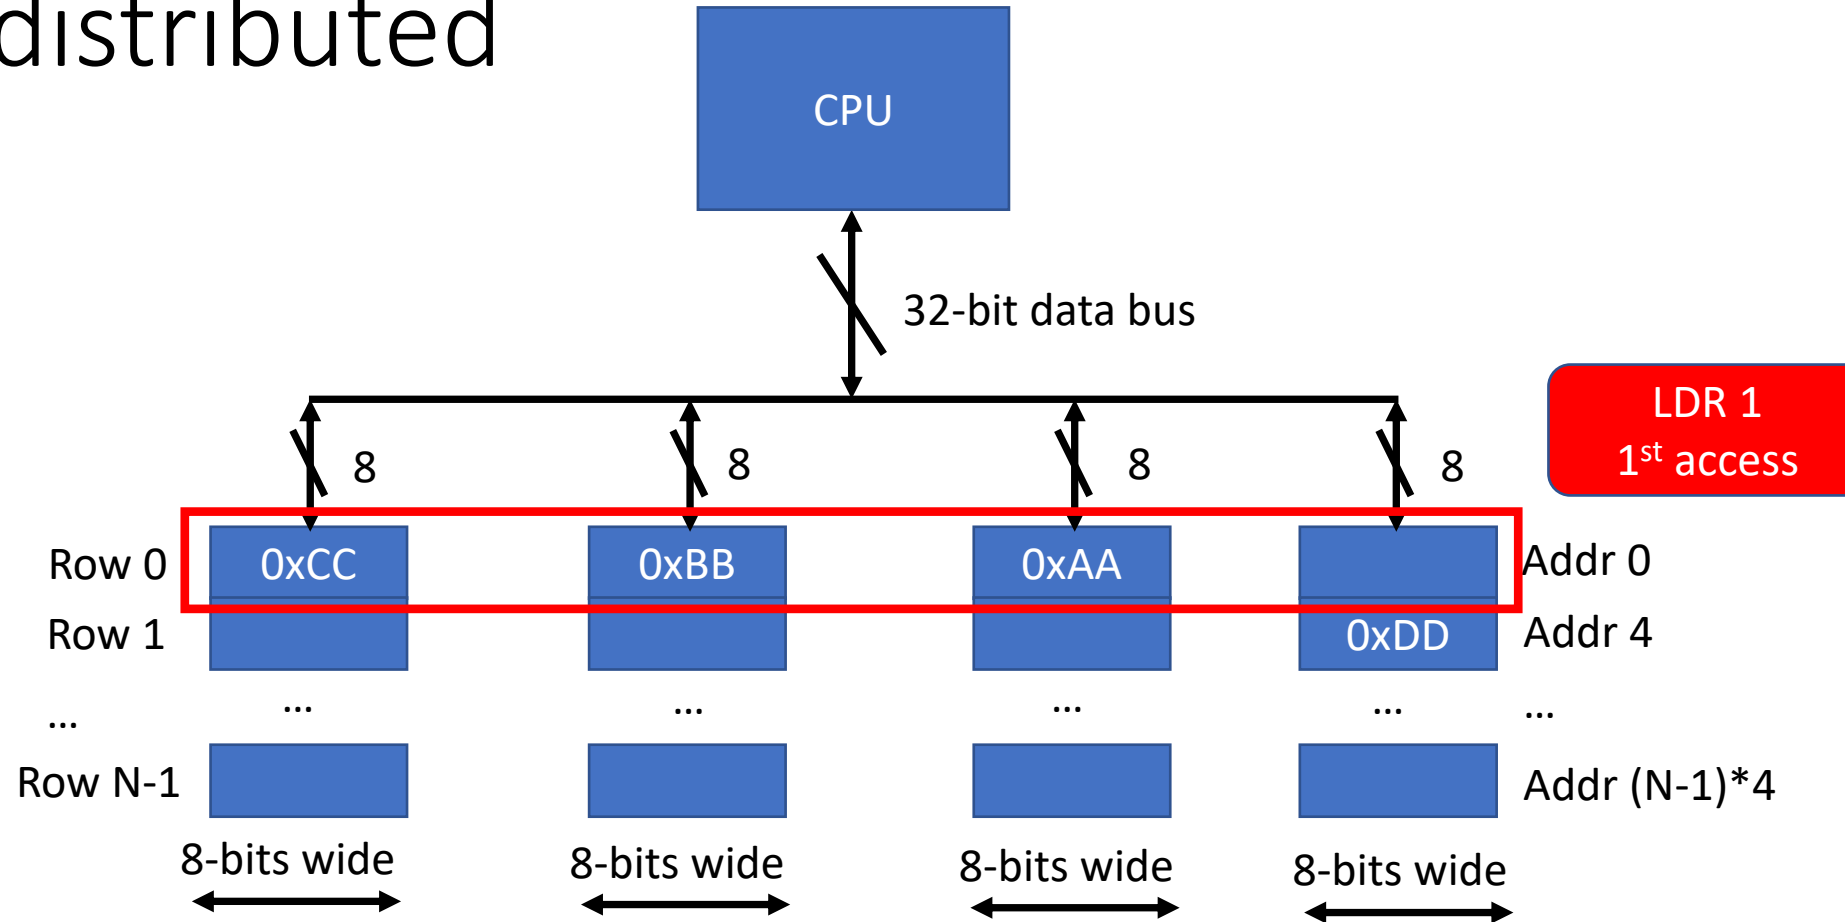 distributed
CPU
32-bit data bus
LDR 1
1st access
8 8 8 8
Row 0 0xCC 0xBB 0xAA Addr 0
Row 1 0xDD Addr 4
... ... ... ... ... ...
Row N-1 Addr (N-1)*4
8-bits wide 8-bits wide 8-bits wide 8-bits wide